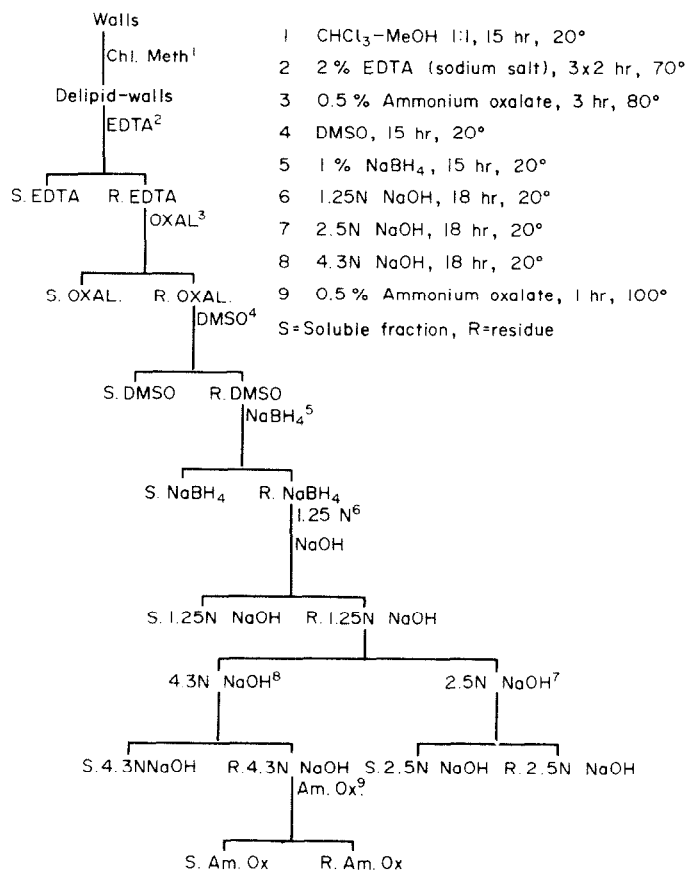 Walls
Chl. Meth¹
Delipid-walls
EDTA²
S. EDTA R. EDTA
OXAL³
S. OXAL. R. OXAL.
DMSO⁴
S. DMSO R. DMSO
NaBH₄⁵
S. NaBH₄ R. NaBH₄
1.25 N⁶
NaOH
S. 1.25N NaOH R. 1.25N NaOH
4.3N NaOH⁸ 2.5N NaOH⁷
S. 4.3NNaOH R. 4.3N NaOH S. 2.5N NaOH R. 2.5N NaOH
Am. Ox⁹.
S. Am. Ox R. Am. Ox
1 CHCl₃-MeOH 1:1, 15 hr, 20°
2 2% EDTA (sodium salt), 3x2 hr, 70°
3 0.5% Ammonium oxalate, 3 hr, 80°
4 DMSO, 15 hr, 20°
5 1% NaBH₄, 15 hr, 20°
6 1.25N NaOH, 18 hr, 20°
7 2.5N NaOH, 18 hr, 20°
8 4.3N NaOH, 18 hr, 20°
9 0.5% Ammonium oxalate, 1 hr, 100°
S=Soluble fraction, R=residue